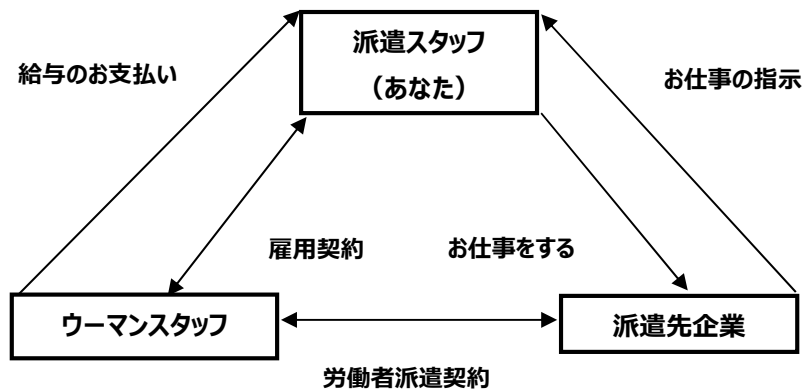 派遣スタッフ
（あなた）
給与のお支払い
お仕事の指示
雇用契約
お仕事をする
ウーマンスタッフ
派遣先企業
労働者派遣契約